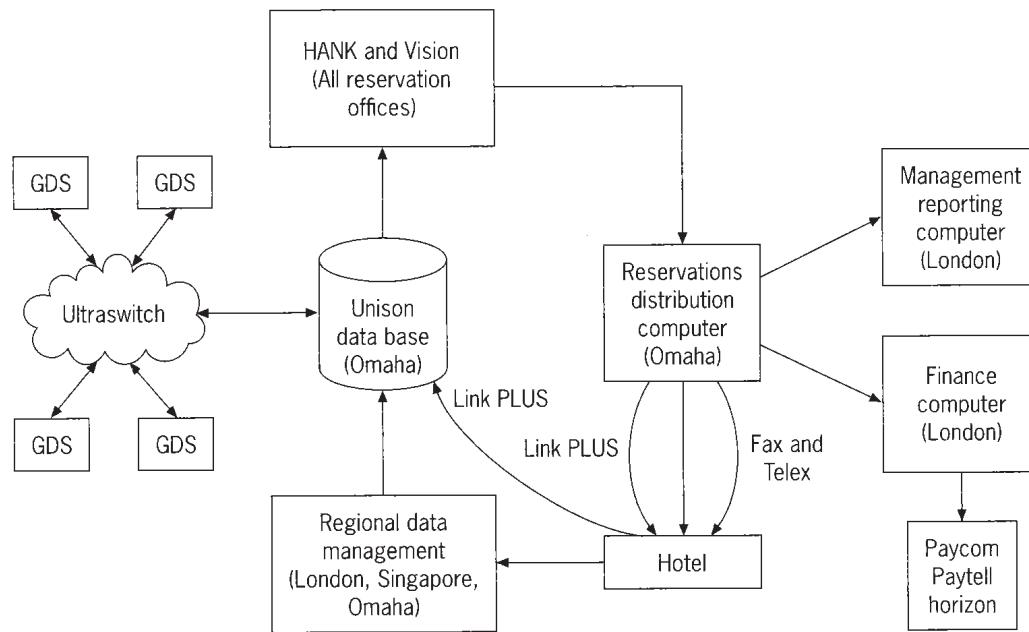 HANK and Vision
(All reservation
offices)
GDS
GDS
Ultraswitch
GDS
GDS
Unison
data base
(Omaha)
Link PLUS
Regional data
management
(London, Singapore,
Omaha)
Reservations
distribution
computer
(Omaha)
Link PLUS
Fax and
Telex
Hotel
Management
reporting
computer
(London)
Finance
computer
(London)
Paycom
Paytell
horizon